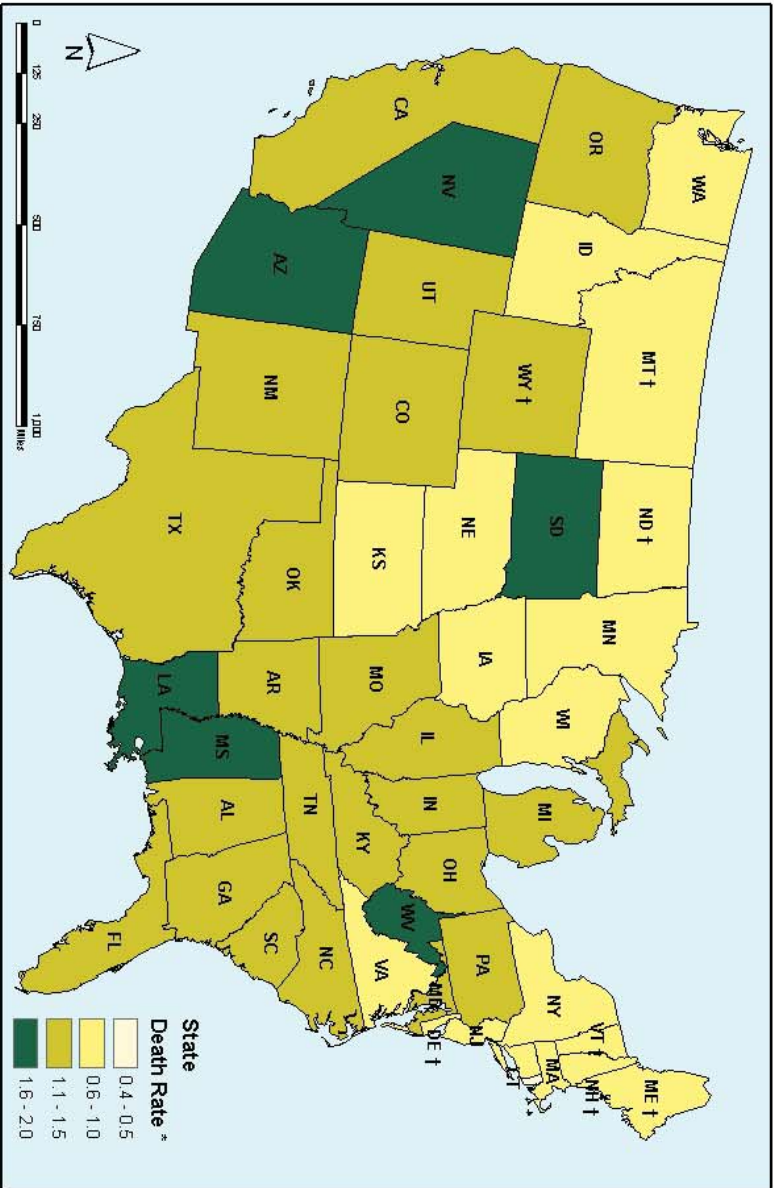 WA
OR
CA
NV
ID
MT †
WY †
UT
AZ
CO
NM
ND †
SD
NE
KS
OK
TX
MN
IA
MO
AR
LA
WI
IL
MS
MI
IN
OH
KY
TN
AL
GA
FL
SC
NC
VA
WV
PA
NY
VT †
ME †
NH †
MA
CT
NJ
DE †
State
Death Rate *
0.4 - 0.5
0.6 - 1.0
1.1 - 1.5
1.6 - 2.0
N
0 125 250 500 750 1,000
Miles